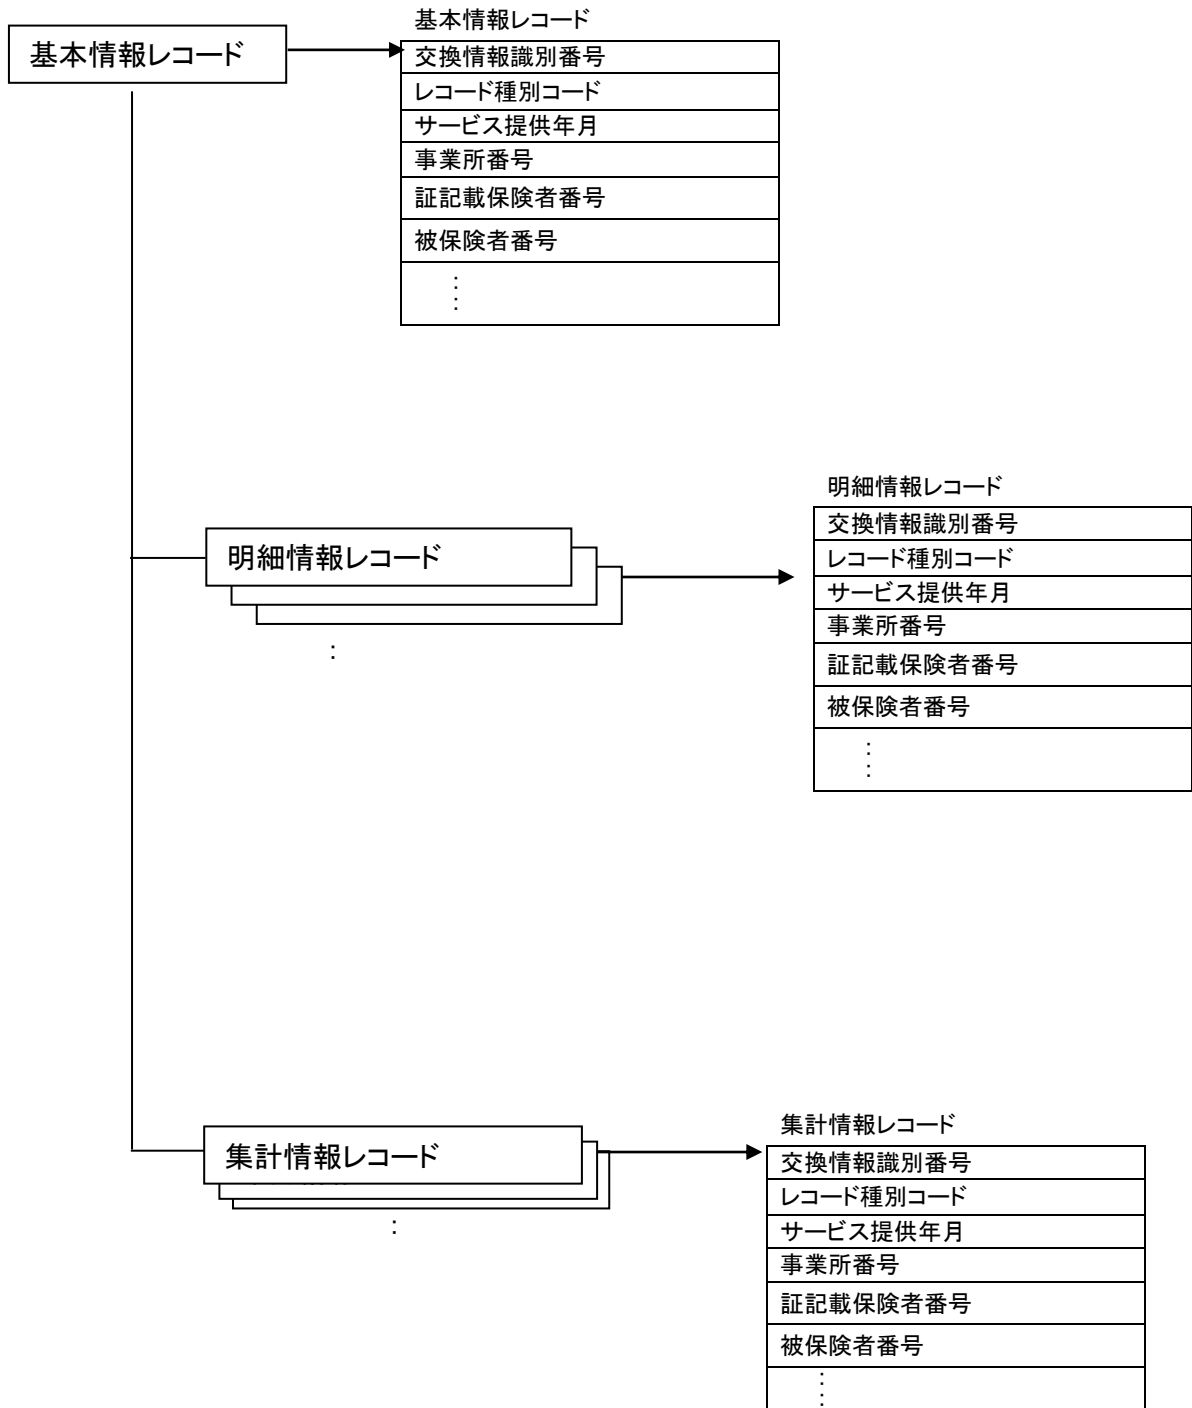 基本情報レコード
基本情報レコード
交換情報識別番号
レコード種別コード
サービス提供年月
事業所番号
証記載保険者番号
被保険者番号
：
：
明細情報レコード
：
明細情報レコード
交換情報識別番号
レコード種別コード
サービス提供年月
事業所番号
証記載保険者番号
被保険者番号
：
：
集計情報レコード
：
集計情報レコード
交換情報識別番号
レコード種別コード
サービス提供年月
事業所番号
証記載保険者番号
被保険者番号
：
：